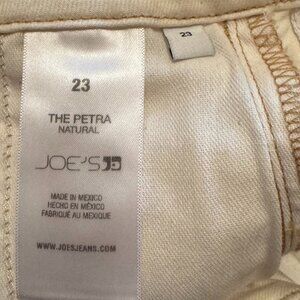 23
23
THE PETRA
NATURAL
JOE'S
MADE IN MEXICO
HECHO EN MÉXICO
FABRIQUÉ AU MEXIQUE
WWW.JOESJEANS.COM